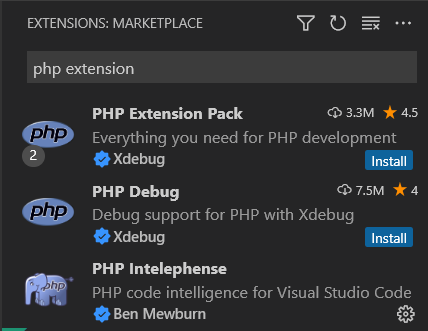 EXTENSIONS: MARKETPLACE
php extension
PHP Extension Pack 3.3M 4.5
php
Everything you need for PHP development
2
Xdebug Install
PHP Debug 7.5M 4
php
Debug support for PHP with Xdebug
Xdebug Install
PHP Intelephense
php
PHP code intelligence for Visual Studio Code
Ben Mewburn